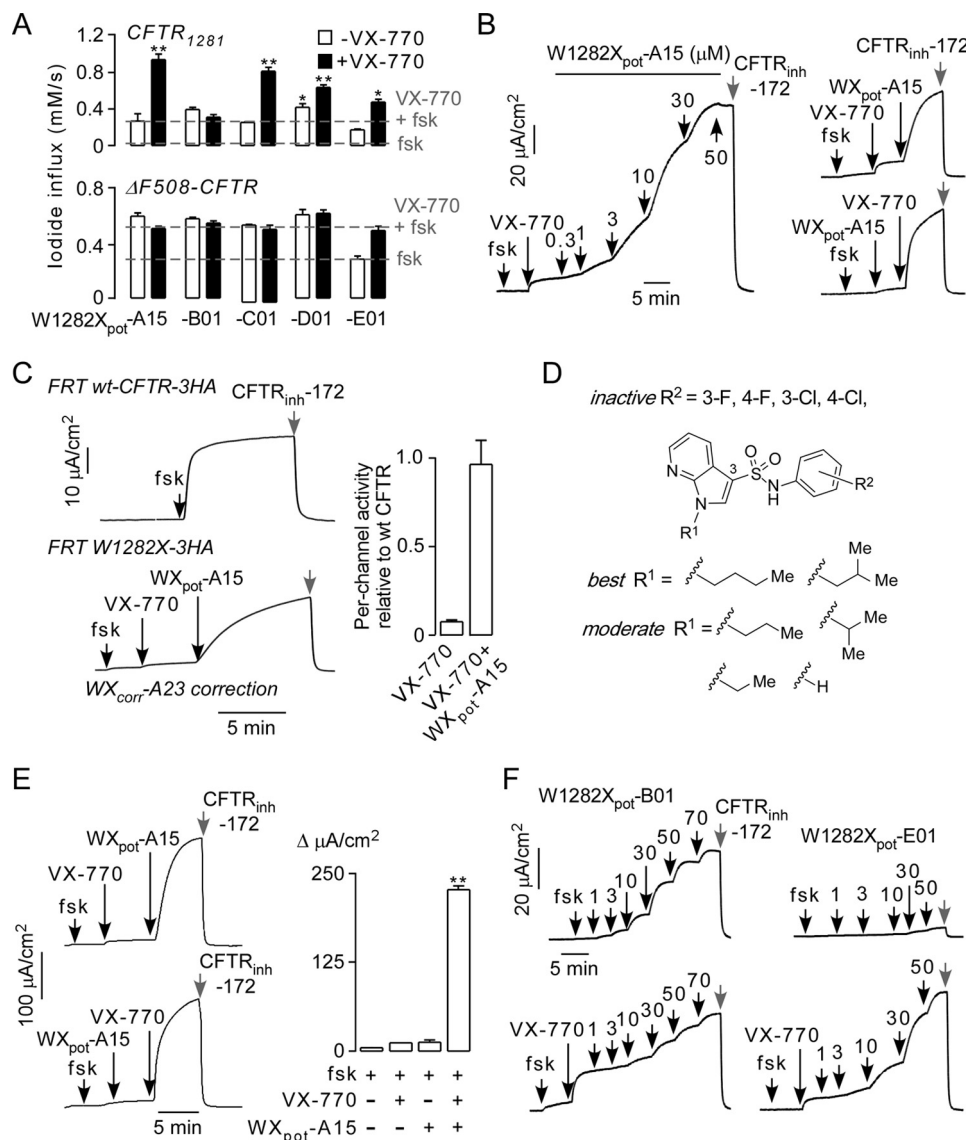 A
CFTR1281
-VX-770
+VX-770
1.2
0.8
0.4
0
**
**
*
**
*
VX-770
+ fsk
fsk
Iodide influx (mM/s)
ΔF508-CFTR
0.8
0.4
0
VX-770
+ fsk
fsk
W1282Xpot-A15 -B01 -C01 -D01 -E01
B
W1282Xpot-A15 (μM)
CFTRinh
-172
20 μA/cm2
fsk
VX-770
0.3
1
3
10
30
50
5 min
CFTRinh-172
WXpot-A15
VX-770
fsk
VX-770
WXpot-A15
fsk
C
FRT wt-CFTR-3HA
CFTRinh-172
10 μA/cm2
fsk
FRT W1282X-3HA
WXpot-A15
VX-770
fsk
WXcorr-A23 correction
5 min
Per-channel activity
relative to wt CFTR
1.0
0.5
0
VX-770
VX-770+
WXpot-A15
D
inactive R2 = 3-F, 4-F, 3-Cl, 4-Cl,
N
N
R1
3
O O
S
N
H
R2
best R1 =
Me
Me
Me
moderate R1 =
Me
Me
Me
Me
H
E
CFTRinh
-172
WXpot-A15
VX-770
fsk
100 μA/cm2
CFTRinh
-172
VX-770
WXpot-A15
fsk
5 min
Δ μA/cm2
250
125
0
**
fsk + + + +
VX-770 – + – +
WXpot-A15 – – + +
F
W1282Xpot-B01
CFTRinh
-172
20 μA/cm2
fsk 1 3 10 30 50 70
5 min
W1282Xpot-E01
fsk 1 3 10 30 50
VX-770 1 3 10 30 50 70
fsk
VX-770 1 3 10 30 50
fsk